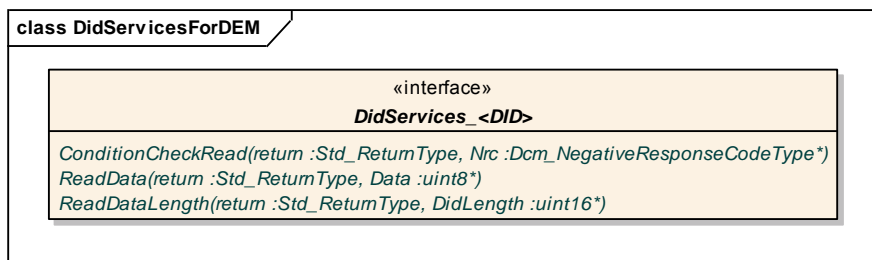 class DidServicesForDEM
«interface»
DidServices_<DID>
ConditionCheckRead(return :Std_ReturnType, Nrc :Dcm_NegativeResponseCodeType*)
ReadData(return :Std_ReturnType, Data :uint8*)
ReadDataLength(return :Std_ReturnType, DidLength :uint16*)